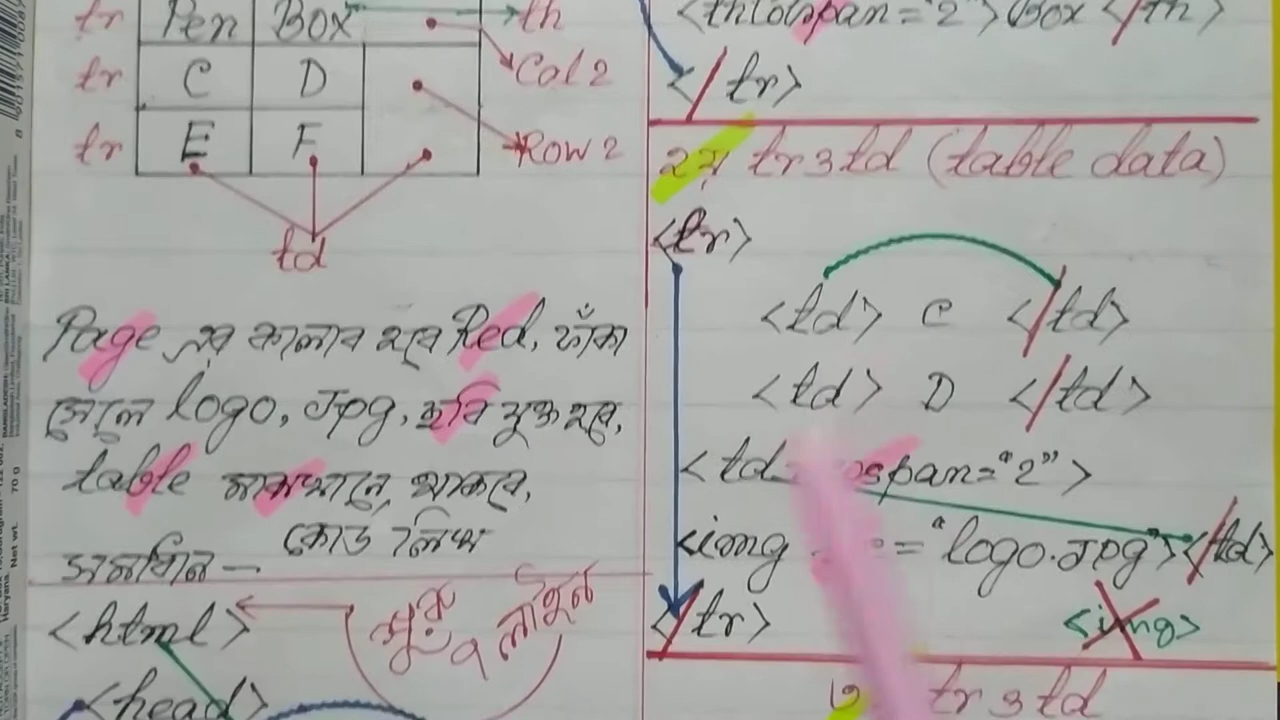 tr Pen Box th
tr C D Col 2
tr E F Row 2
td
Page এর কালার হবে Red, ফাঁকা
সেলে logo.Jpg, ছবি যুক্ত হবে,
table মাঝখানে থাকবে,
কোড লিখ
সমাধান —
<html>
<head>
শুরুঃ ৭ লাইন
<th colspan="2"> Box </th>
</tr>
২য় tr ও td (table data)
<tr>
<td> C </td>
<td> D </td>
<td span="2">
<img = "logo.Jpg"></td>
</tr>
<img>
tr ও td